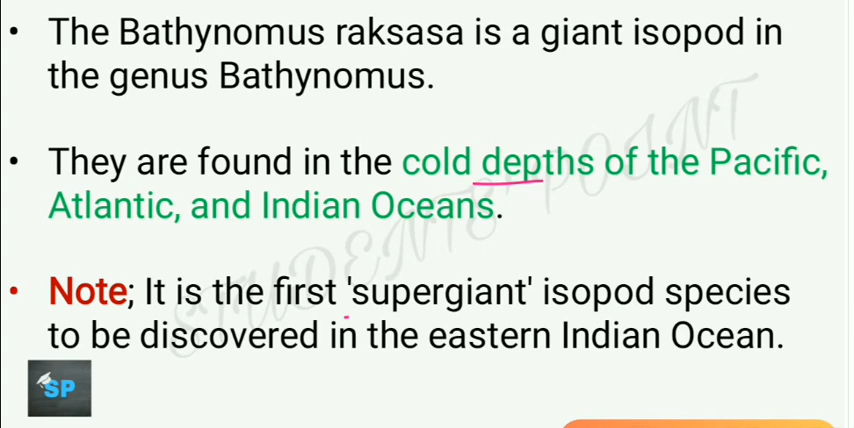 • The Bathynomus raksasa is a giant isopod in
the genus Bathynomus.
• They are found in the cold depths of the Pacific,
Atlantic, and Indian Oceans.
• Note; It is the first 'supergiant' isopod species
to be discovered in the eastern Indian Ocean.
STUDENTS' POINT
SP